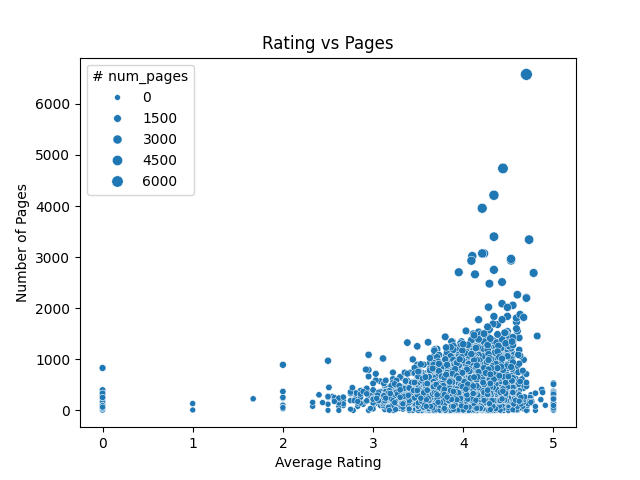 Rating vs Pages
# num_pages
0
1500
3000
4500
6000
Number of Pages
6000
5000
4000
3000
2000
1000
0
0 1 2 3 4 5
Average Rating